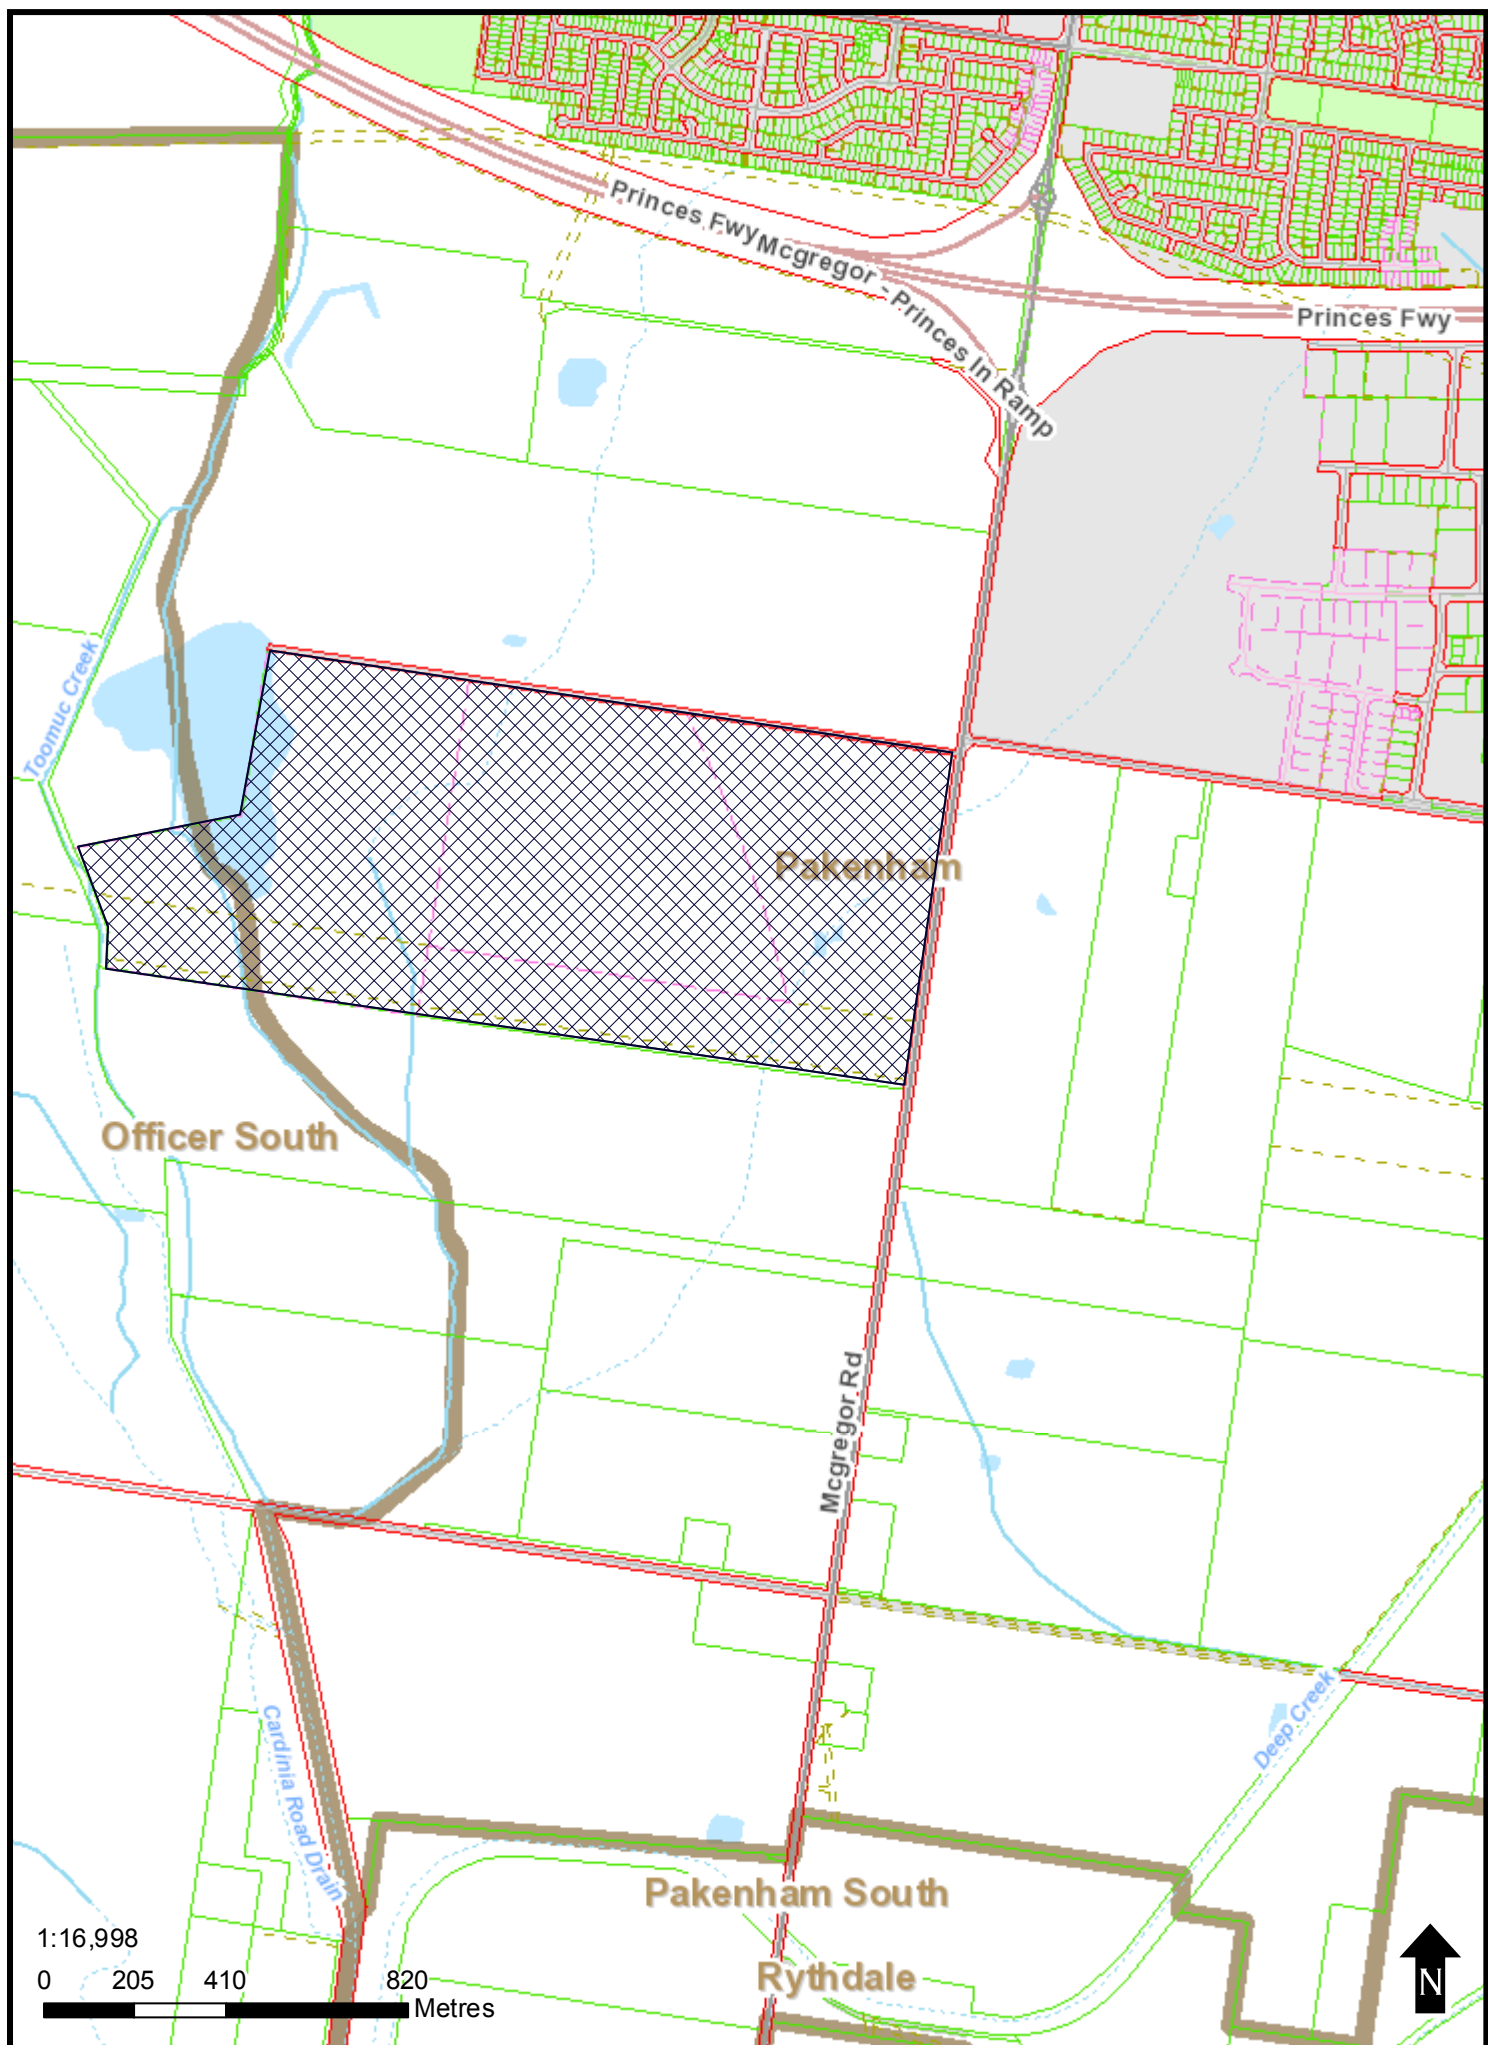 Princes Fwy
Mcgregor - Princes In Ramp
Princes Fwy
Toomuc Creek
Pakenham
Officer South
Mcgregor Rd
Deep Creek
Cardinia Road Drain
Pakenham South
Rythdale
1:16,998
0 205 410 820
Metres
N